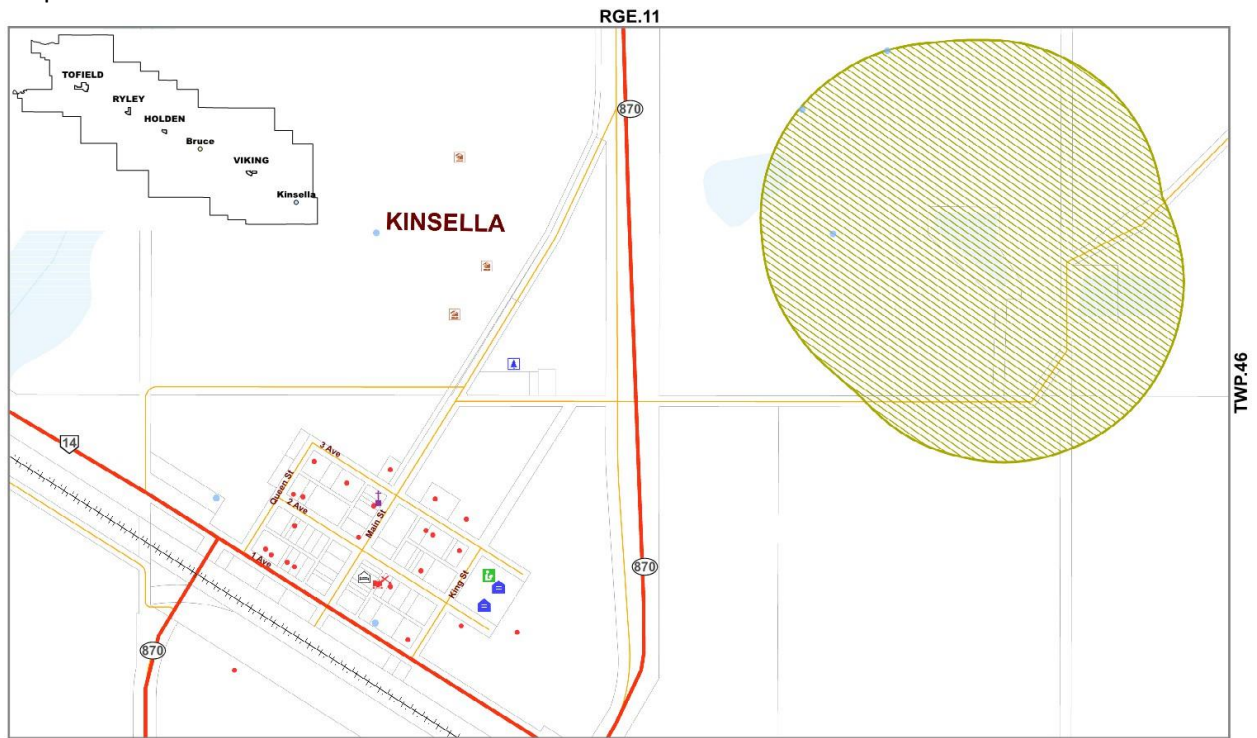 RGE.11
TOFIELD
RYLEY
HOLDEN
Bruce
VIKING
Kinsella
870
KINSELLA
TWP.46
14
3 Ave
Queen St
2 Ave
Main St
1 Ave
King St
870
870